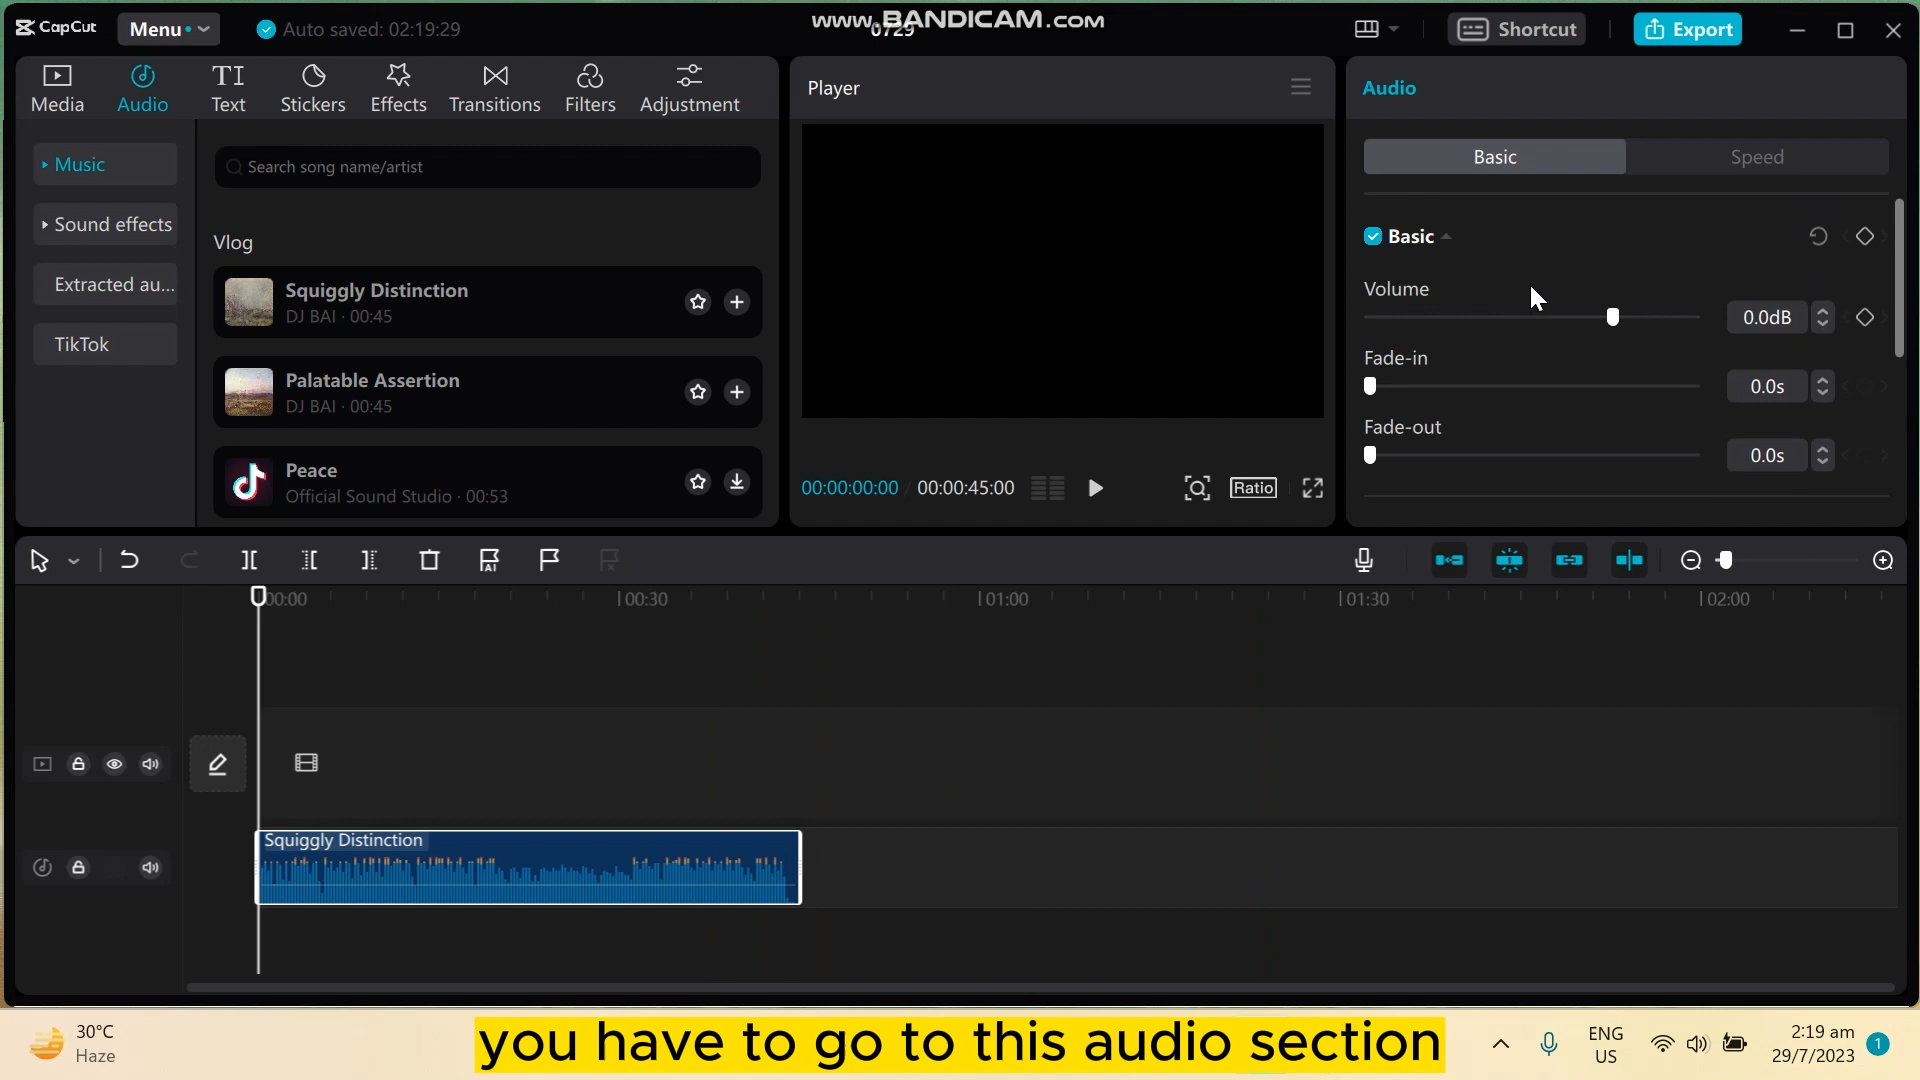 CapCut
Menu
Auto saved: 02:19:29
www.BANDICAM.com
0729
Shortcut
Export
Media
Audio
Text
Stickers
Effects
Transitions
Filters
Adjustment
Music
Sound effects
Extracted au...
TikTok
Search song name/artist
Vlog
Squiggly Distinction
DJ BAI · 00:45
Palatable Assertion
DJ BAI · 00:45
Peace
Official Sound Studio · 00:53
Player
00:00:00:00 / 00:00:45:00
Ratio
Audio
Basic
Speed
Basic
Volume
0.0dB
Fade-in
0.0s
Fade-out
0.0s
00:00
00:30
01:00
01:30
02:00
Squiggly Distinction
30°C
Haze
you have to go to this audio section
ENG
US
2:19 am
29/7/2023
1